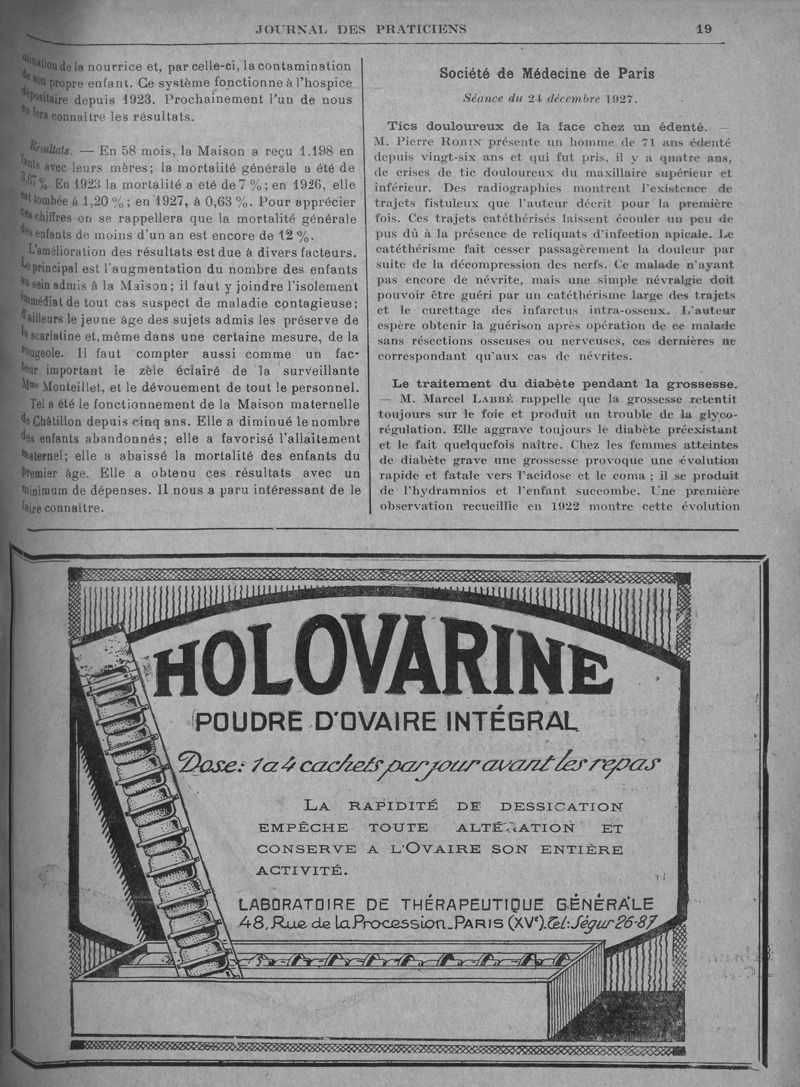 JOURNAL DES PRATICIENS 19
mination de la nourrice et, par celle-ci, la contamination
de son propre enfant. Ce système fonctionne à l'hospice
dépositaire depuis 1923. Prochainement l'un de nous
en fera connaître les résultats.
Résultats. — En 58 mois, la Maison a reçu 1.198 en
fants avec leurs mères; la mortalité générale a été de
%. En 1923 la mortalité a eté de 7 %; en 1926, elle
est tombée à 1,20 %; en 1927, à 0,63 %. Pour apprécier
ces chiffres on se rappellera que la mortalité générale
des enfants de moins d'un an est encore de 12 %.
L'amélioration des résultats est due à divers facteurs.
Le principal est l'augmentation du nombre des enfants
au sein admis à la Maison; il faut y joindre l'isolement
immédiat de tout cas suspect de maladie contagieuse;
d'ailleurs le jeune âge des sujets admis les préserve de
la scarlatine et, même dans une certaine mesure, de la
rougeole. Il faut compter aussi comme un fac-
teur important le zèle éclairé de la surveillante
Mme Monteillet, et le dévouement de tout le personnel.
Tel a été le fonctionnement de la Maison maternelle
de Châtillon depuis cinq ans. Elle a diminué le nombre
des enfants abandonnés; elle a favorisé l'allaitement
maternel; elle a abaissé la mortalité des enfants du
premier âge. Elle a obtenu ces résultats avec un
minimum de dépenses. Il nous a paru intéressant de le
faire connaître.
Société de Médecine de Paris
Séance du 24 décembre 1927.
Tics douloureux de la face chez un édenté. —
M. Pierre ROBIN présente un homme de 71 ans édenté
depuis vingt-six ans et qui fut pris, il y a quatre ans,
de crises de tic douloureux du maxillaire supérieur et
inférieur. Des radiographies montrent l'existence de
trajets fistuleux que l'auteur décrit pour la première
fois. Ces trajets cathétérisés laissent écouler un peu de
pus dû à la présence de reliquats d'infection apicale. Le
catéthérisme fait cesser passagèrement la douleur par
suite de la décompression des nerfs. Ce malade n'ayant
pas encore de névrite, mais une simple névralgie doit
pouvoir être guéri par un catéthérisme large des trajets
et le curettage des infarctus intra-osseux. L'auteur
espère obtenir la guérison après opération de ce malade
sans résections osseuses ou nerveuses, ces dernières ne
correspondant qu'aux cas de névrites.
Le traitement du diabète pendant la grossesse.
— M. Marcel LABBÉ rappelle que la grossesse retentit
toujours sur le foie et produit un trouble de la glyco-
régulation. Elle aggrave toujours le diabète préexistant
et le fait quelquefois naître. Chez les femmes atteintes
de diabète grave une grossesse provoque une évolution
rapide et fatale vers l'acidose et le coma; il se produit
de l'hydramnios et l'enfant succombe. Une première
observation recueillie en 1922 montre cette évolution
HOLOVARINE
POUDRE D'OVAIRE INTÉGRAL
Dose: 1 à 4 cachets par jour avant les repas
LA RAPIDITÉ DE DESSICATION
EMPÊCHE TOUTE ALTÉRATION ET
CONSERVE A L'OVAIRE SON ENTIÈRE
ACTIVITÉ.
LABORATOIRE DE THÉRAPEUTIQUE GÉNÉRALE
48, Rue de la Procession_PARIS (XVe). Tél: Ségur 26-87